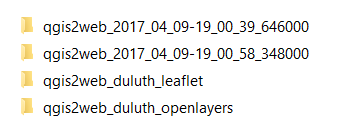 qgis2web_2017_04_09-19_00_39_646000
qgis2web_2017_04_09-19_00_58_348000
qgis2web_duluth_leaflet
qgis2web_duluth_openlayers